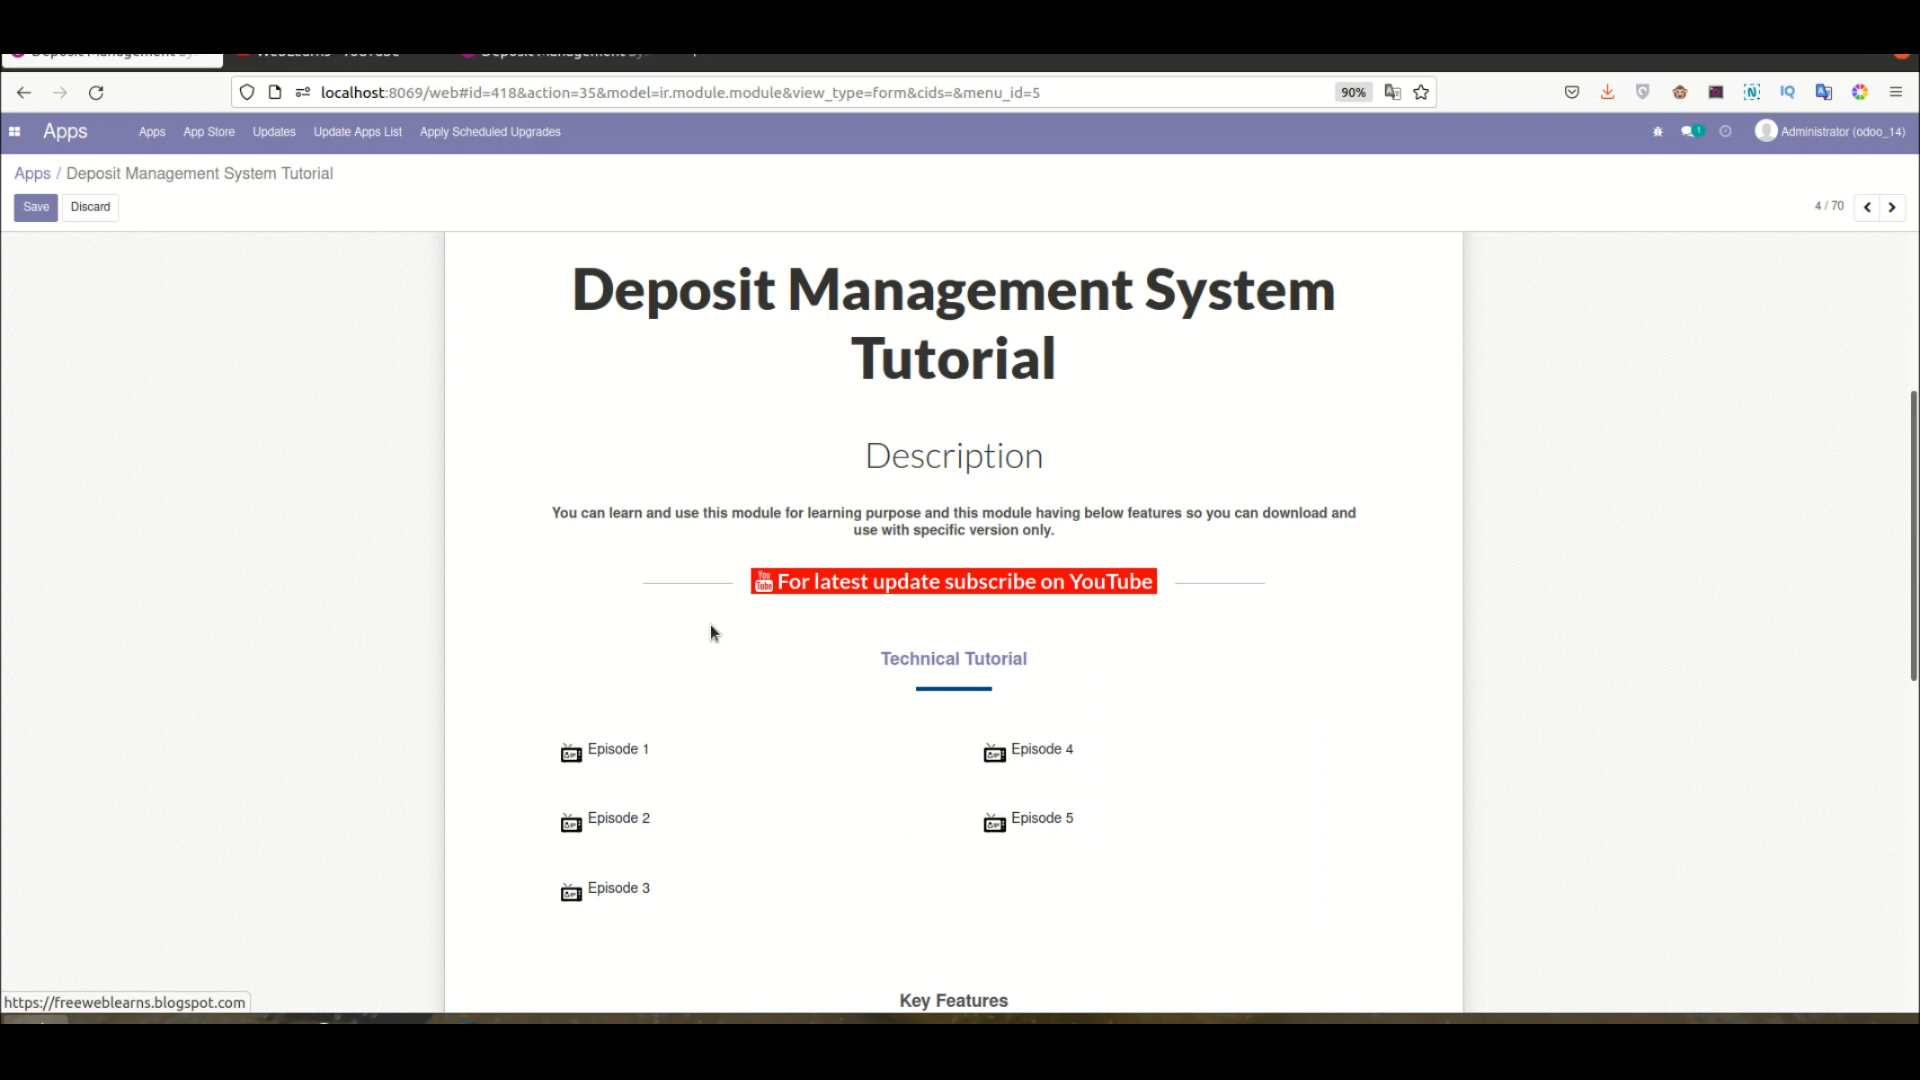 localhost:8069/web#id=418&action=35&model=ir.module.module&view_type=form&cids=&menu_id=5
90%
IQ
Apps
Apps
App Store
Updates
Update Apps List
Apply Scheduled Upgrades
1
Administrator (odoo_14)
Apps / Deposit Management System Tutorial
Save
Discard
4 / 70
Deposit Management System
Tutorial
Description
You can learn and use this module for learning purpose and this module having below features so you can download and
use with specific version only.
You Tube For latest update subscribe on YouTube
Technical Tutorial
Episode 1
Episode 4
Episode 2
Episode 5
Episode 3
https://freeweblearns.blogspot.com
Key Features